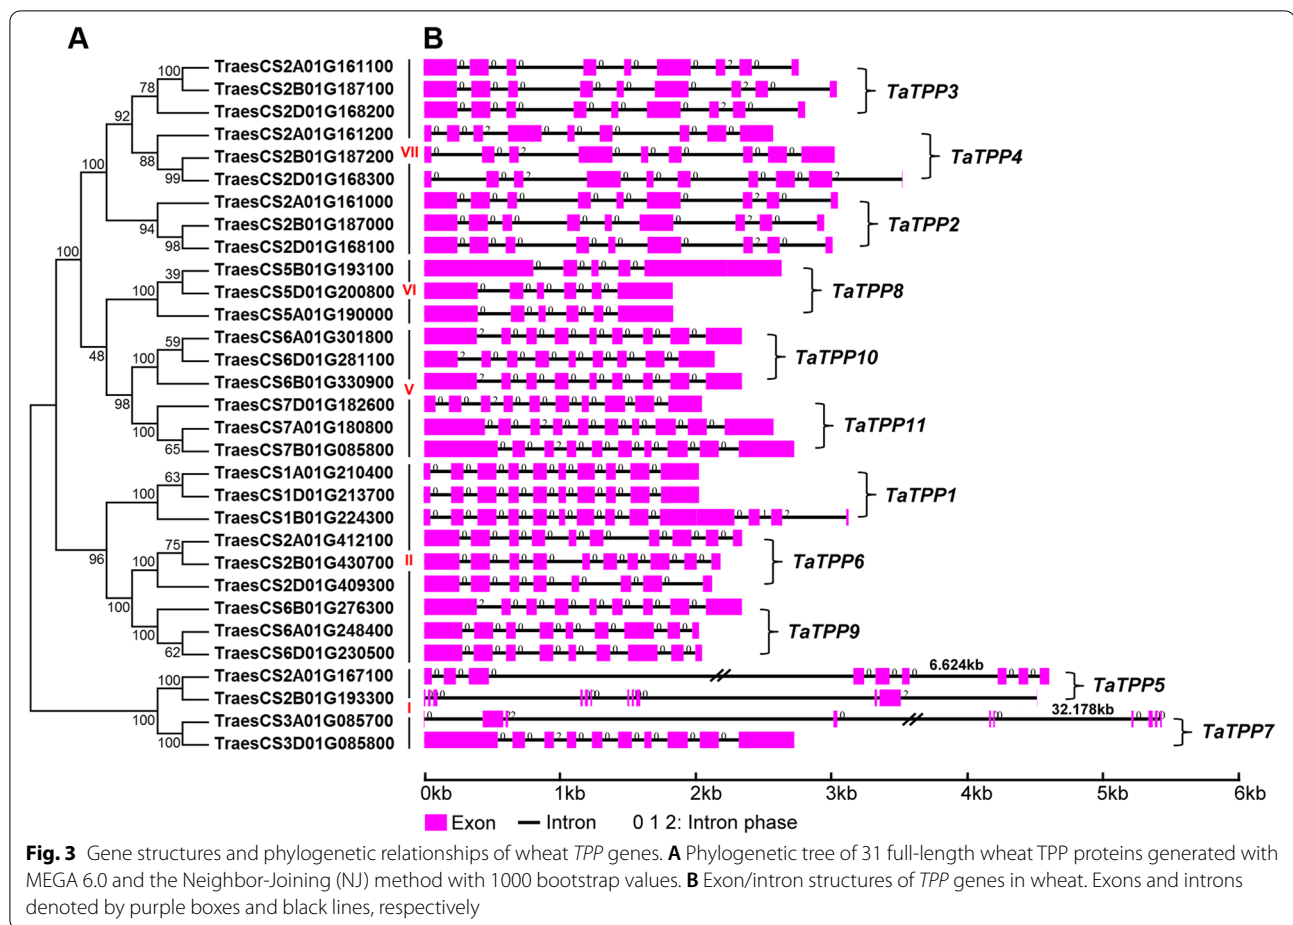 A
B
TraesCS2A01G161100
TraesCS2B01G187100
TraesCS2D01G168200
TraesCS2A01G161200
TraesCS2B01G187200
TraesCS2D01G168300
TraesCS2A01G161000
TraesCS2B01G187000
TraesCS2D01G168100
TraesCS5B01G193100
TraesCS5D01G200800
TraesCS5A01G190000
TraesCS6A01G301800
TraesCS6D01G281100
TraesCS6B01G330900
TraesCS7D01G182600
TraesCS7A01G180800
TraesCS7B01G085800
TraesCS1A01G210400
TraesCS1D01G213700
TraesCS1B01G224300
TraesCS2A01G412100
TraesCS2B01G430700
TraesCS2D01G409300
TraesCS6B01G276300
TraesCS6A01G248400
TraesCS6D01G230500
TraesCS2A01G167100
TraesCS2B01G193300
TraesCS3A01G085700
TraesCS3D01G085800
100
78
92
88
99
100
94
98
100
39
100
48
59
100
98
100
65
63
100
96
75
100
100
100
62
100
100
100
VII
VI
V
II
I
TaTPP3
TaTPP4
TaTPP2
TaTPP8
TaTPP10
TaTPP11
TaTPP1
TaTPP6
TaTPP9
6.624kb
TaTPP5
32.178kb
TaTPP7
0kb 1kb 2kb 3kb 4kb 5kb 6kb
Exon Intron 0 1 2: Intron phase
Fig. 3 Gene structures and phylogenetic relationships of wheat TPP genes. A Phylogenetic tree of 31 full-length wheat TPP proteins generated with
MEGA 6.0 and the Neighbor-Joining (NJ) method with 1000 bootstrap values. B Exon/intron structures of TPP genes in wheat. Exons and introns
denoted by purple boxes and black lines, respectively